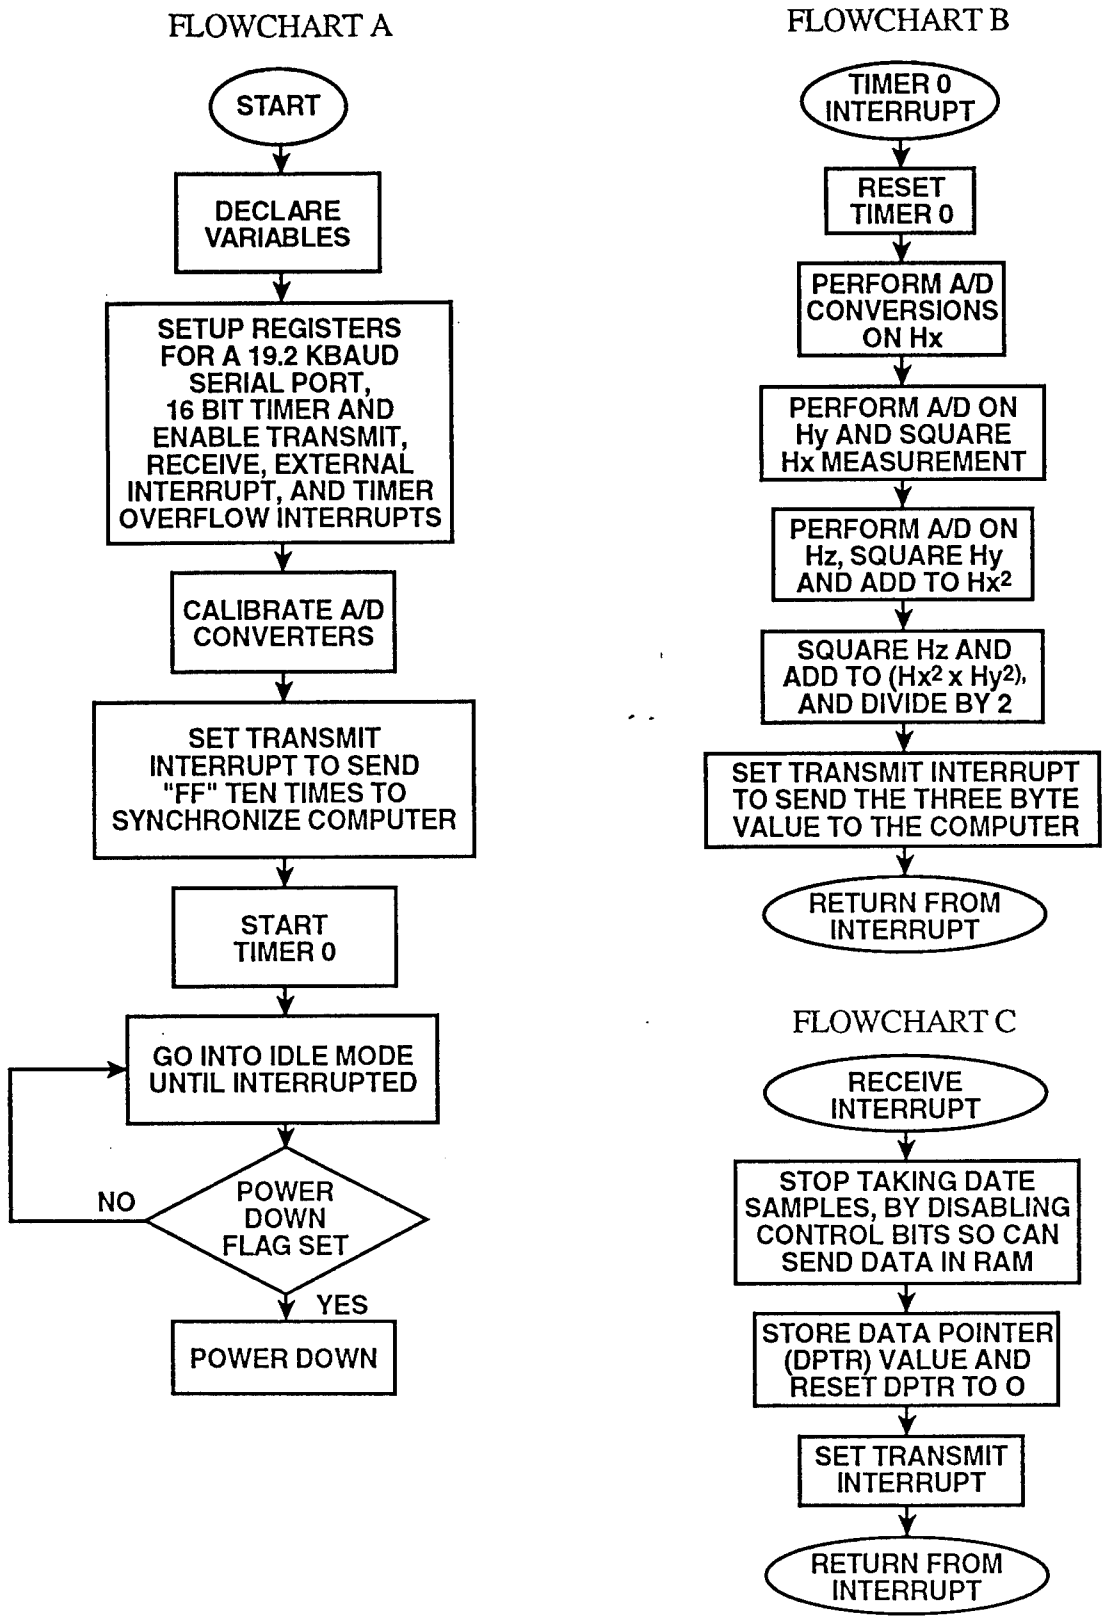 FLOWCHART A
START
DECLARE
VARIABLES
SETUP REGISTERS
FOR A 19.2 KBAUD
SERIAL PORT,
16 BIT TIMER AND
ENABLE TRANSMIT,
RECEIVE, EXTERNAL
INTERRUPT, AND TIMER
OVERFLOW INTERRUPTS
CALIBRATE A/D
CONVERTERS
SET TRANSMIT
INTERRUPT TO SEND
"FF" TEN TIMES TO
SYNCHRONIZE COMPUTER
START
TIMER 0
GO INTO IDLE MODE
UNTIL INTERRUPTED
NO
POWER
DOWN
FLAG SET
YES
POWER DOWN
FLOWCHART B
TIMER 0
INTERRUPT
RESET
TIMER 0
PERFORM A/D
CONVERSIONS
ON Hx
PERFORM A/D ON
Hy AND SQUARE
Hx MEASUREMENT
PERFORM A/D ON
Hz, SQUARE Hy
AND ADD TO Hx²
SQUARE Hz AND
ADD TO (Hx² x Hy²),
AND DIVIDE BY 2
SET TRANSMIT INTERRUPT
TO SEND THE THREE BYTE
VALUE TO THE COMPUTER
RETURN FROM
INTERRUPT
FLOWCHART C
RECEIVE
INTERRUPT
STOP TAKING DATE
SAMPLES, BY DISABLING
CONTROL BITS SO CAN
SEND DATA IN RAM
STORE DATA POINTER
(DPTR) VALUE AND
RESET DPTR TO O
SET TRANSMIT
INTERRUPT
RETURN FROM
INTERRUPT